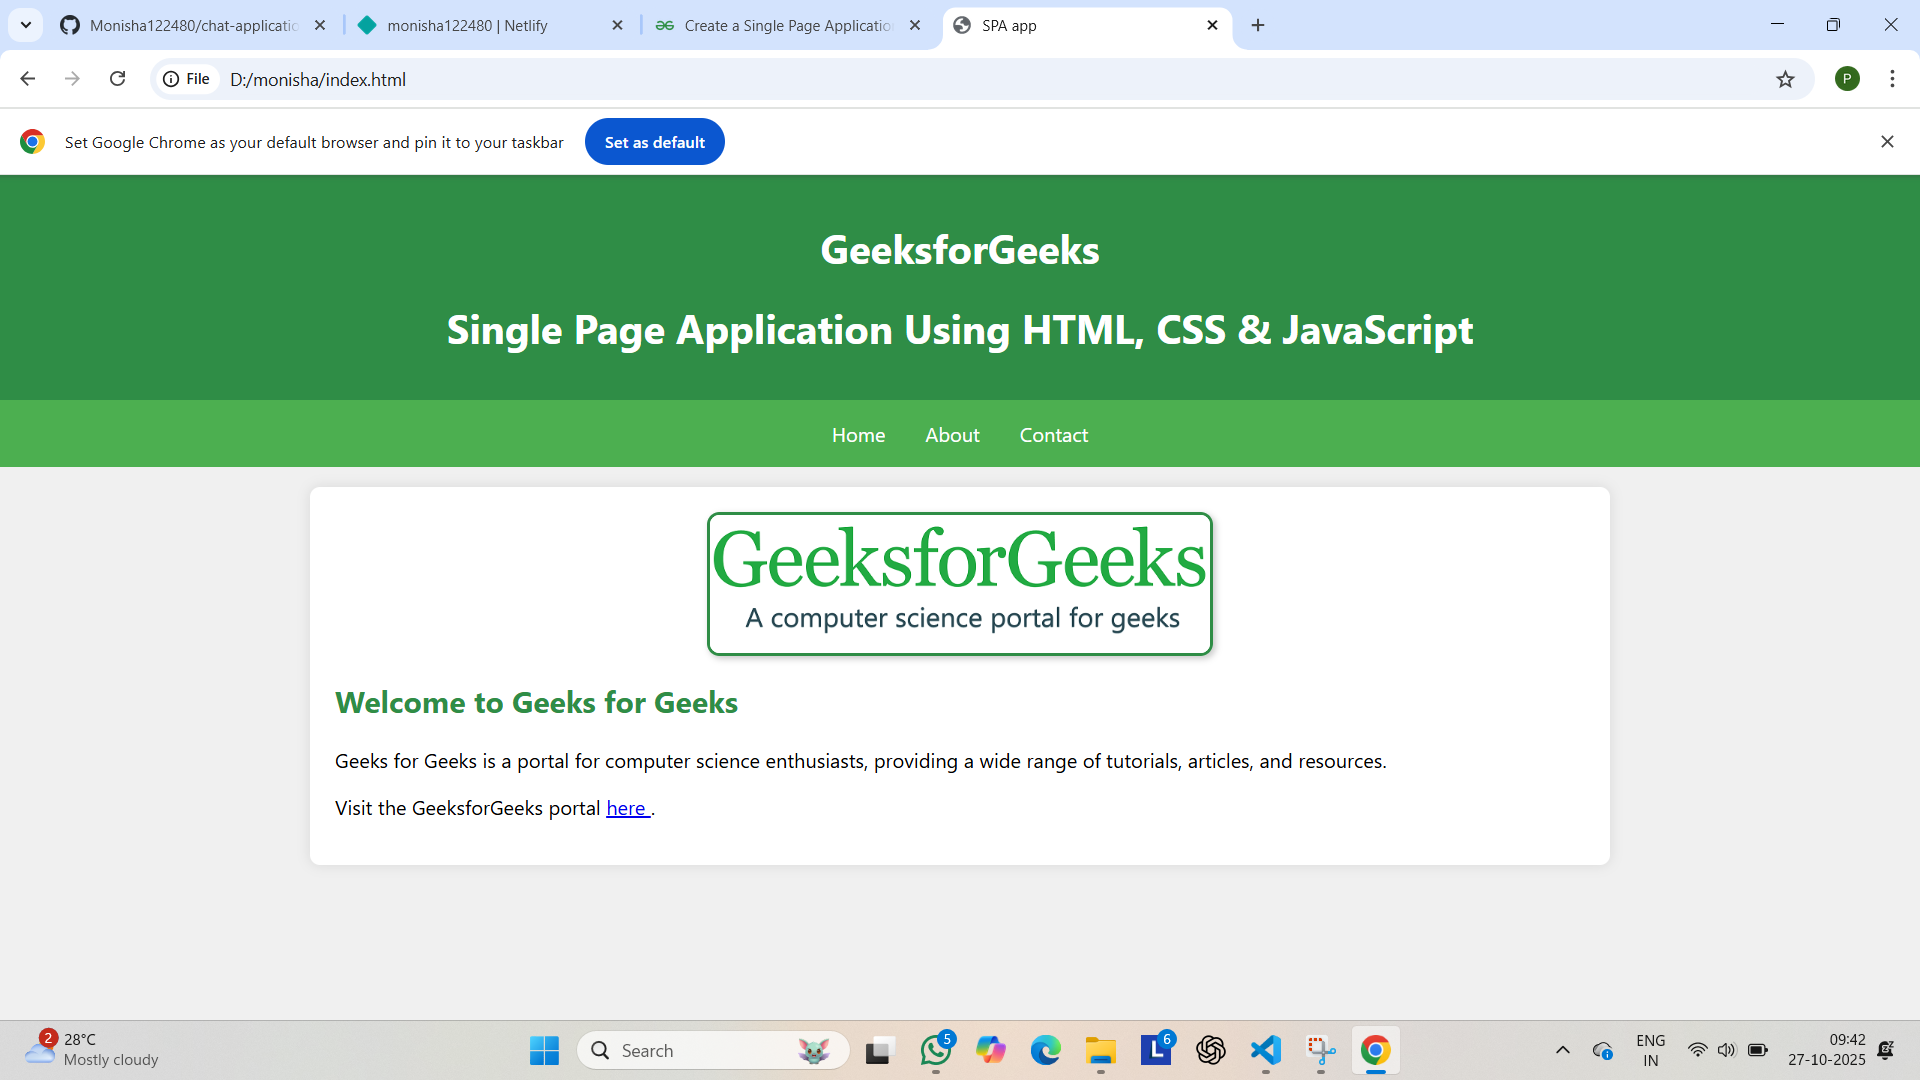 Monisha122480/chat-applicatio
monisha122480 | Netlify
Create a Single Page Applicatio
SPA app
File
D:/monisha/index.html
P
Set Google Chrome as your default browser and pin it to your taskbar
Set as default
GeeksforGeeks
Single Page Application Using HTML, CSS & JavaScript
Home
About
Contact
GeeksforGeeks
A computer science portal for geeks
Welcome to Geeks for Geeks
Geeks for Geeks is a portal for computer science enthusiasts, providing a wide range of tutorials, articles, and resources.
Visit the GeeksforGeeks portal here .
2
28°C
Mostly cloudy
Search
5
L
6
ENG
IN
09:42
27-10-2025